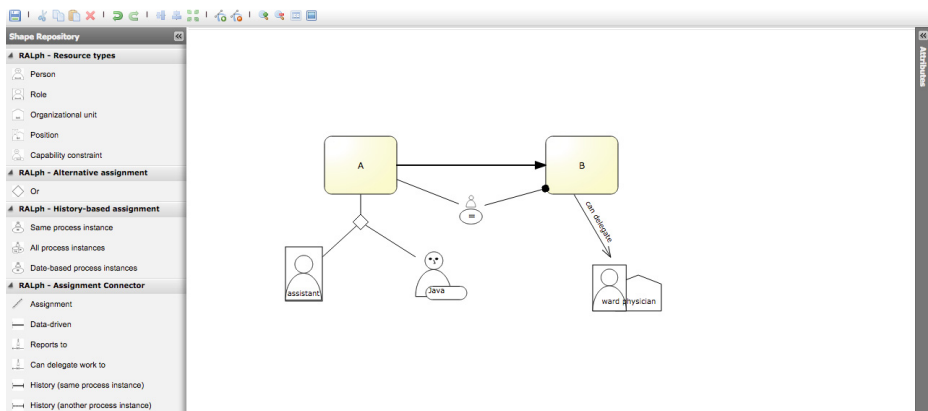 Shape Repository
RALph - Resource types
Person
Role
Organizational unit
Position
Capability constraint
RALph - Alternative assignment
Or
RALph - History-based assignment
Same process instance
All process instances
Date-based process instances
RALph - Assignment Connector
Assignment
Data-driven
Reports to
Can delegate work to
History (same process instance)
History (another process instance)
A
B
=
can delegate
assistant
Java
ward physician
Attributes